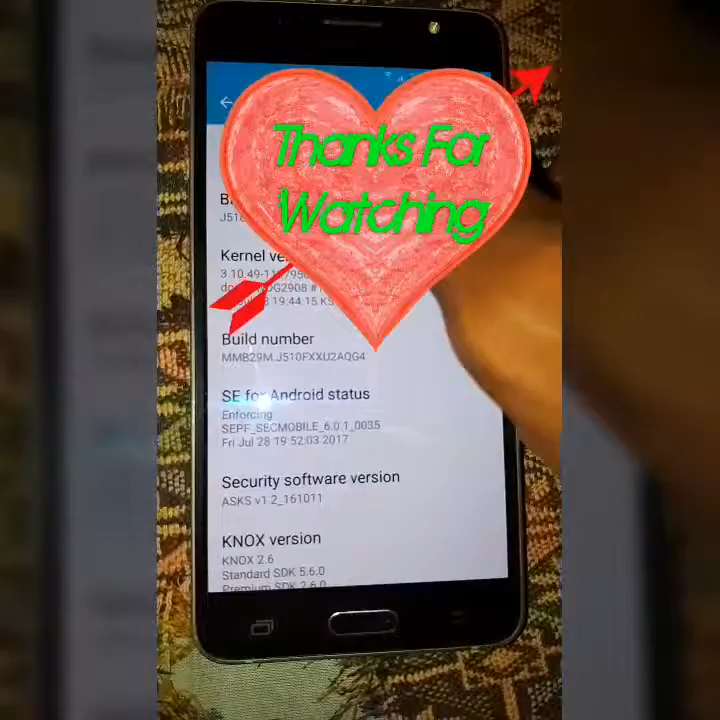 Thanks For
Watching
Kernel
Build number
MMB29M.J510FXXU2AQG4
SE for Android status
Enforcing
SEPF_SECMOBILE_6.0.1_0035
Fri Jul 28 19:52:03 2017
Security software version
ASKS v1.2_161011
KNOX version
KNOX 2.6
Standard SDK 5.6.0
Premium SDK 2.6.0